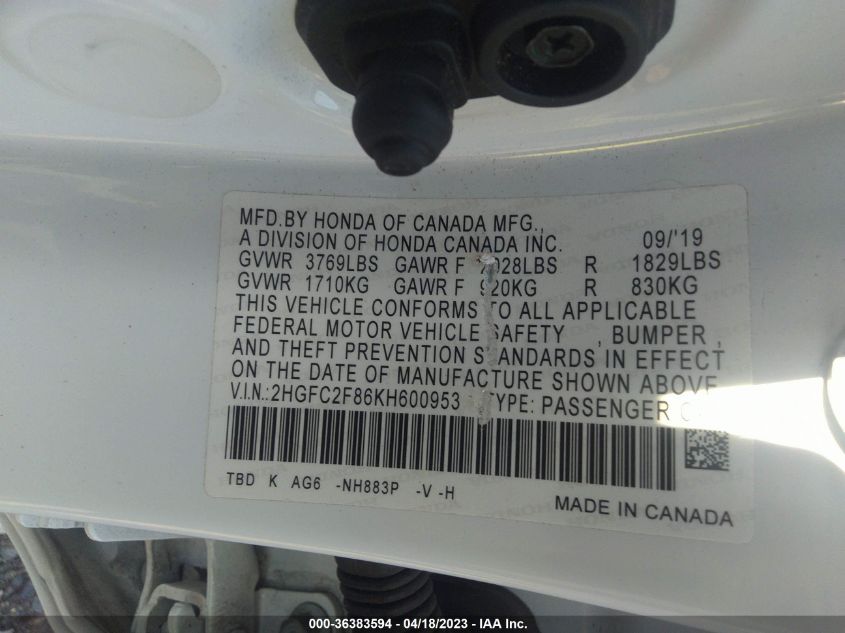 MFD.BY HONDA OF CANADA MFG.,
A DIVISION OF HONDA CANADA INC. 09/'19
GVWR 3769LBS GAWR F 2028LBS R 1829LBS
GVWR 1710KG GAWR F 920KG R 830KG
THIS VEHICLE CONFORMS TO ALL APPLICABLE
FEDERAL MOTOR VEHICLE SAFETY , BUMPER ,
AND THEFT PREVENTION STANDARDS IN EFFECT
ON THE DATE OF MANUFACTURE SHOWN ABOVE
V.I.N.:2HGFC2F86KH600953 TYPE: PASSENGER
TBD K AG6 -NH883P -V -H
MADE IN CANADA
000-36383594 - 04/18/2023 - IAA Inc.